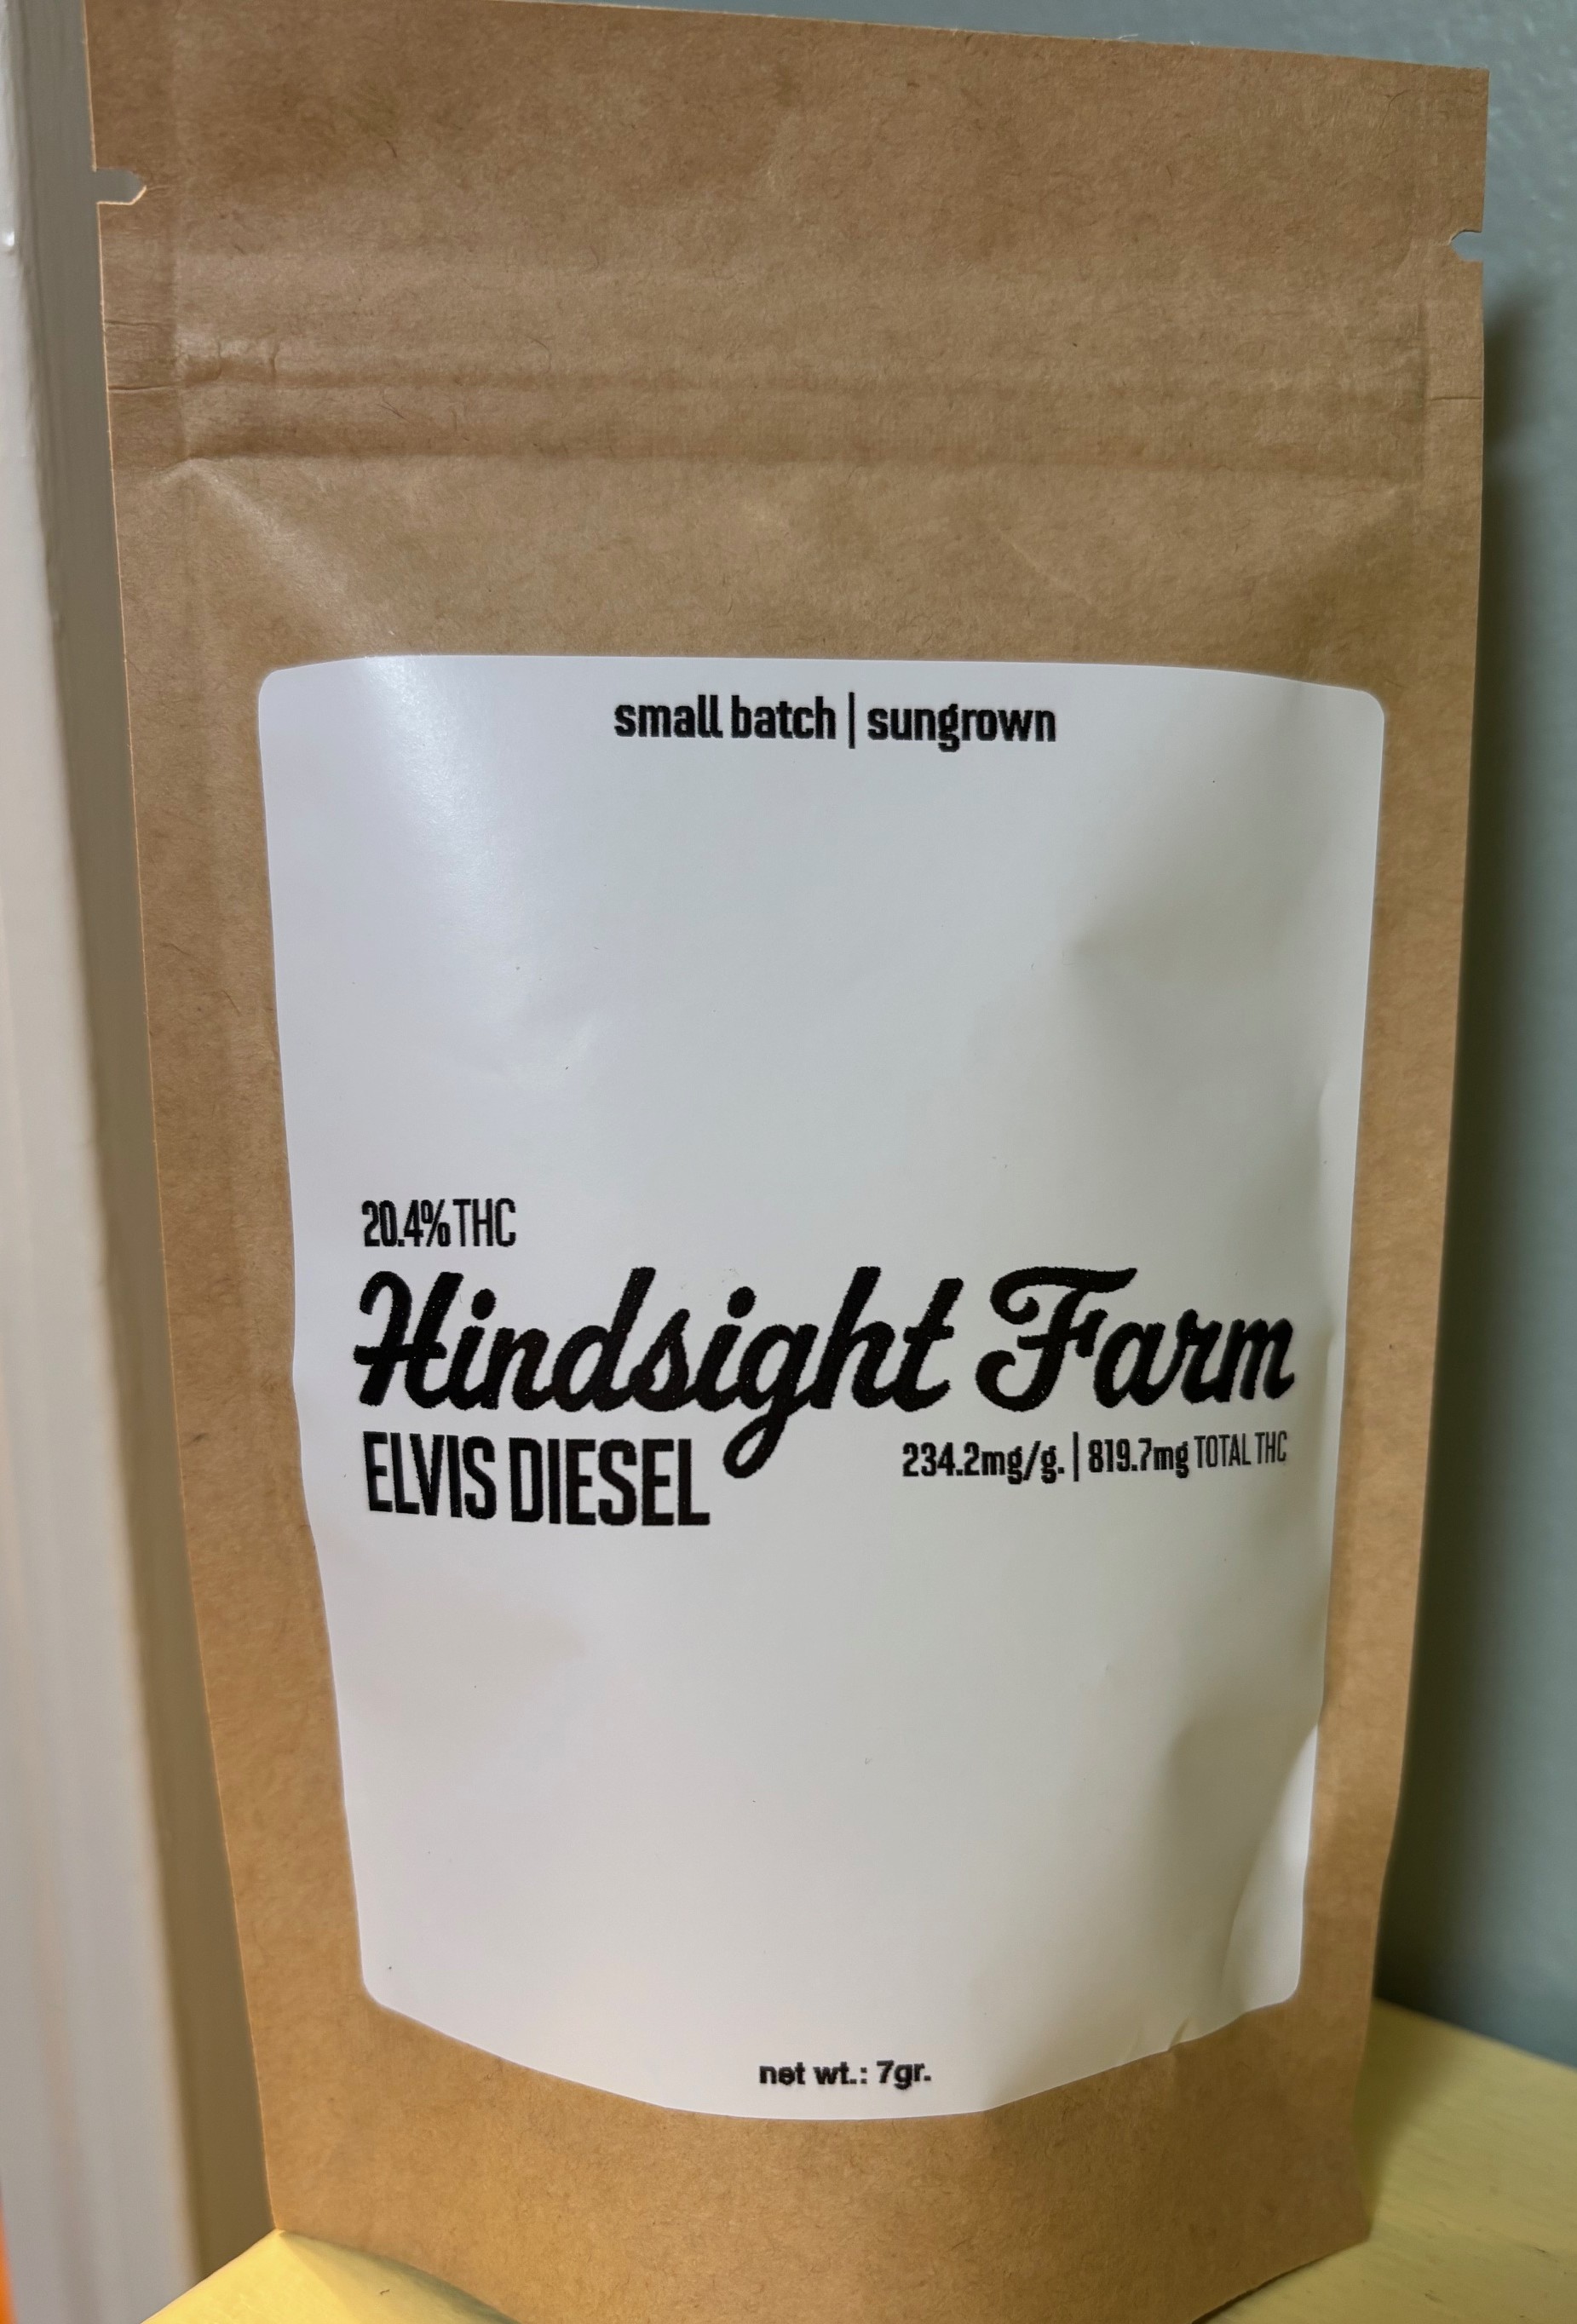 small batch | sungrown
20.4% THC
Hindsight Farm
ELVIS DIESEL
234.2mg/g. | 819.7mg TOTAL THC
net wt.: 7gr.